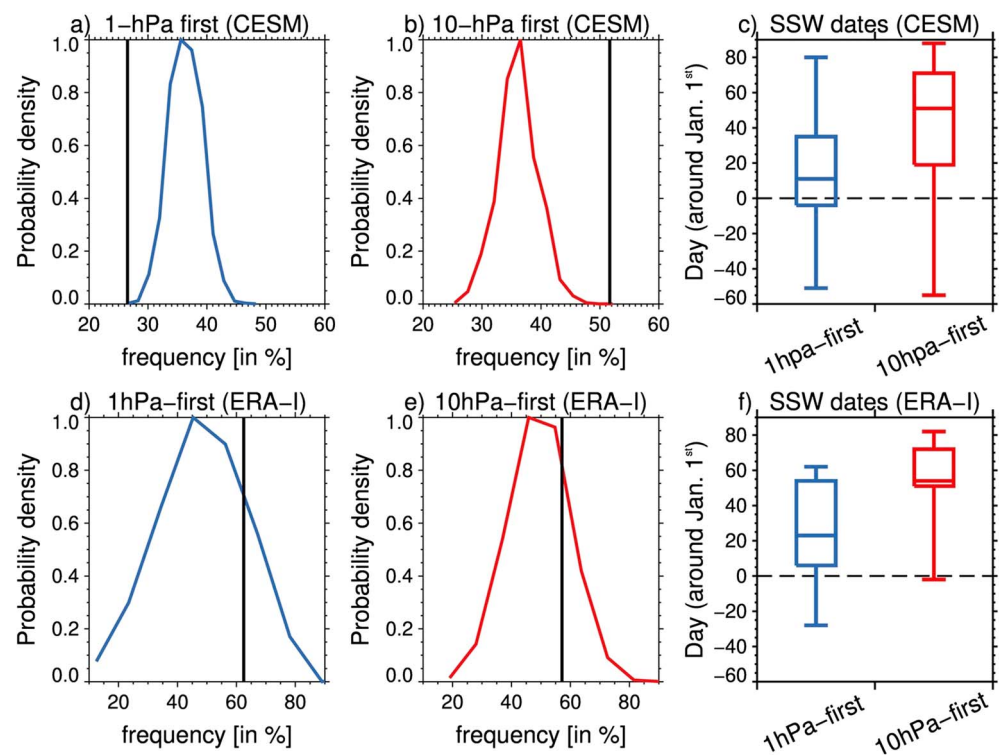 a) 1−hPa first (CESM)
1.0
0.8
0.6
0.4
0.2
0.0
Probability density
20 30 40 50 60
frequency [in %]
b) 10−hPa first (CESM)
1.0
0.8
0.6
0.4
0.2
0.0
Probability density
20 30 40 50 60
frequency [in %]
c) SSW dates (CESM)
80
60
40
20
0
−20
−40
−60
Day (around Jan. 1st)
1hpa−first
10hpa−first
d) 1hPa−first (ERA−I)
1.0
0.8
0.6
0.4
0.2
0.0
Probability density
20 40 60 80
frequency [in %]
e) 10hPa−first (ERA−I)
1.0
0.8
0.6
0.4
0.2
0.0
Probability density
20 40 60 80
frequency [in %]
f) SSW dates (ERA−I)
80
60
40
20
0
−20
−40
−60
Day (around Jan. 1st)
1hPa−first
10hPa−first